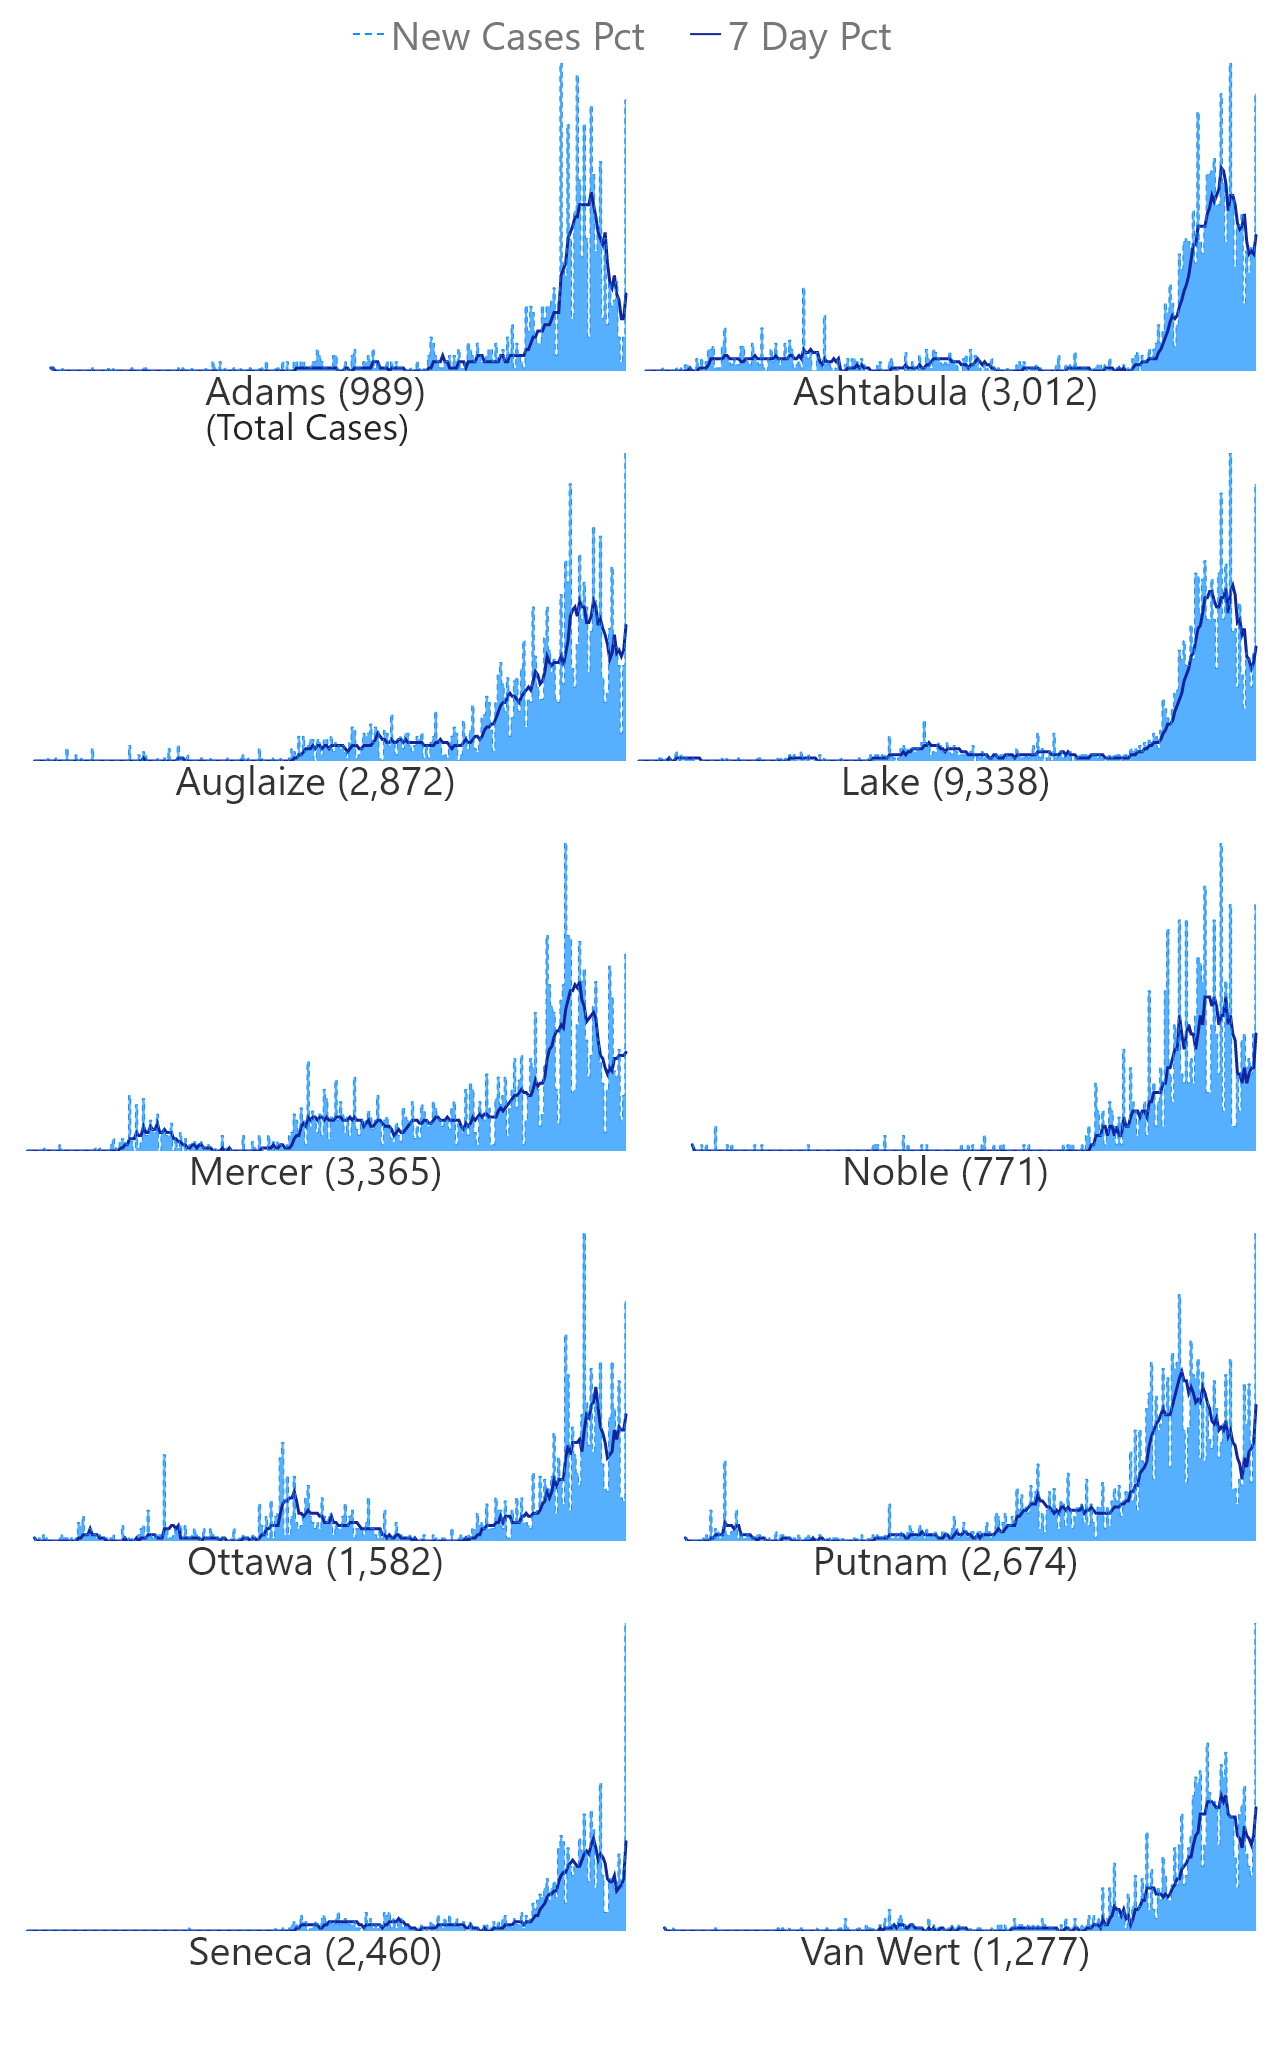 New Cases Pct 7 Day Pct
Adams (989)
(Total Cases)
Ashtabula (3,012)
Auglaize (2,872)
Lake (9,338)
Mercer (3,365)
Noble (771)
Ottawa (1,582)
Putnam (2,674)
Seneca (2,460)
Van Wert (1,277)